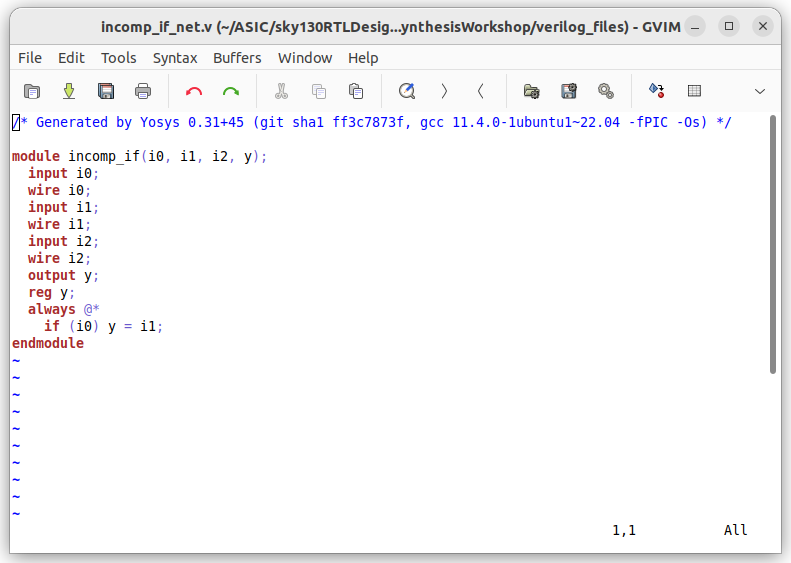 incomp_if_net.v (~/ASIC/sky130RTLDesig...ynthesisWorkshop/verilog_files) - GVIM
File Edit Tools Syntax Buffers Window Help
/* Generated by Yosys 0.31+45 (git sha1 ff3c7873f, gcc 11.4.0-1ubuntu1~22.04 -fPIC -Os) */
module incomp_if(i0, i1, i2, y);
  input i0;
  wire i0;
  input i1;
  wire i1;
  input i2;
  wire i2;
  output y;
  reg y;
  always @*
    if (i0) y = i1;
endmodule
~
~
~
~
~
~
~
~
~
~
1,1 All